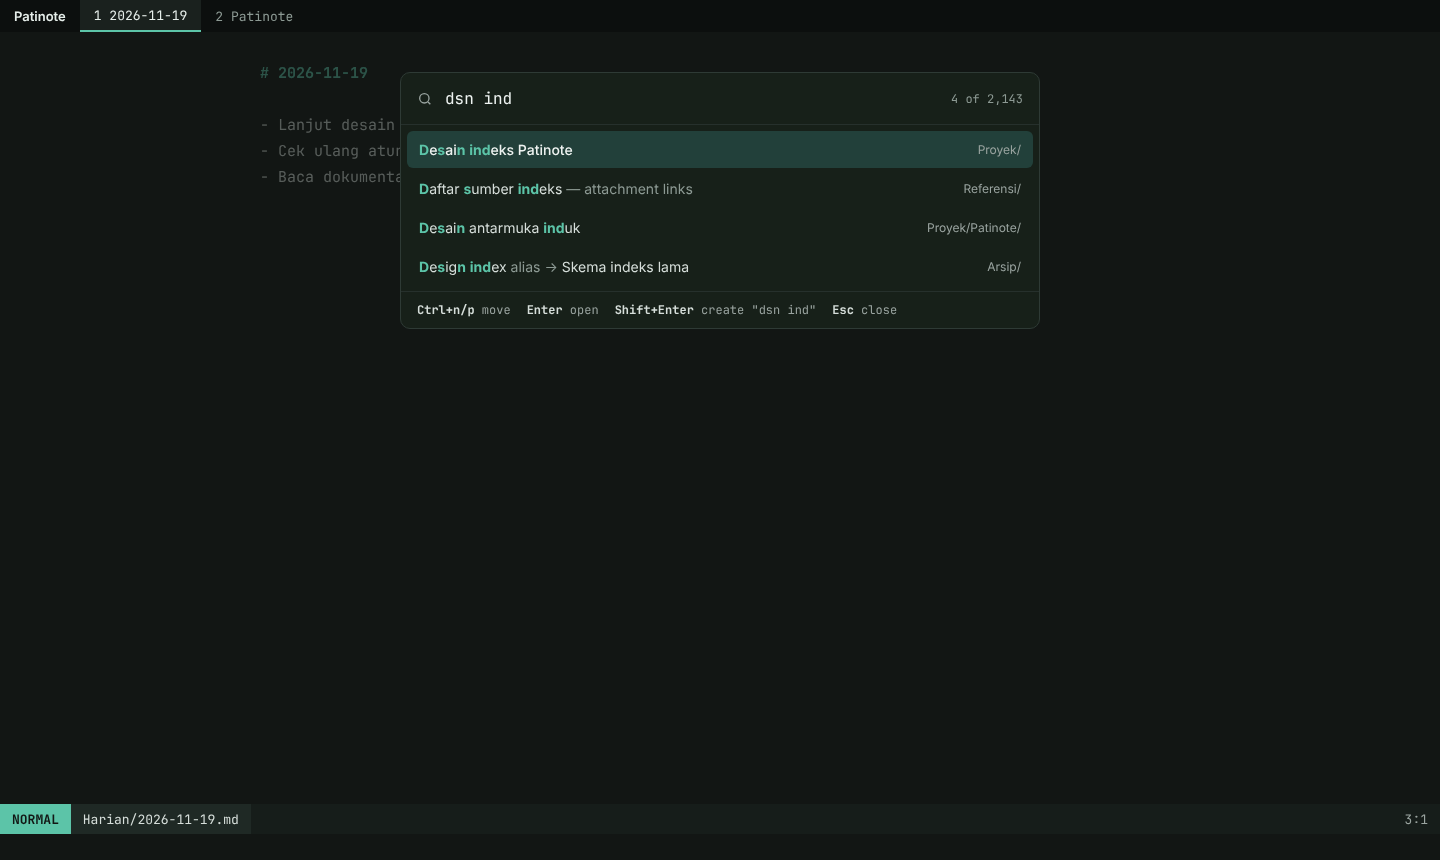 Patinote 1 2026-11-19 2 Patinote
# 2026-11-19
dsn ind 4 of 2,143
- Lanjut desain
- Cek ulang
- Baca
Desain indeks Patinote Proyek/
Daftar sumber indeks — attachment links Referensi/
Desain antarmuka induk Proyek/Patinote/
Design index alias → Skema indeks lama Arsip/
Ctrl+n/p move Enter open Shift+Enter create "dsn ind" Esc close
NORMAL Harian/2026-11-19.md 3:1